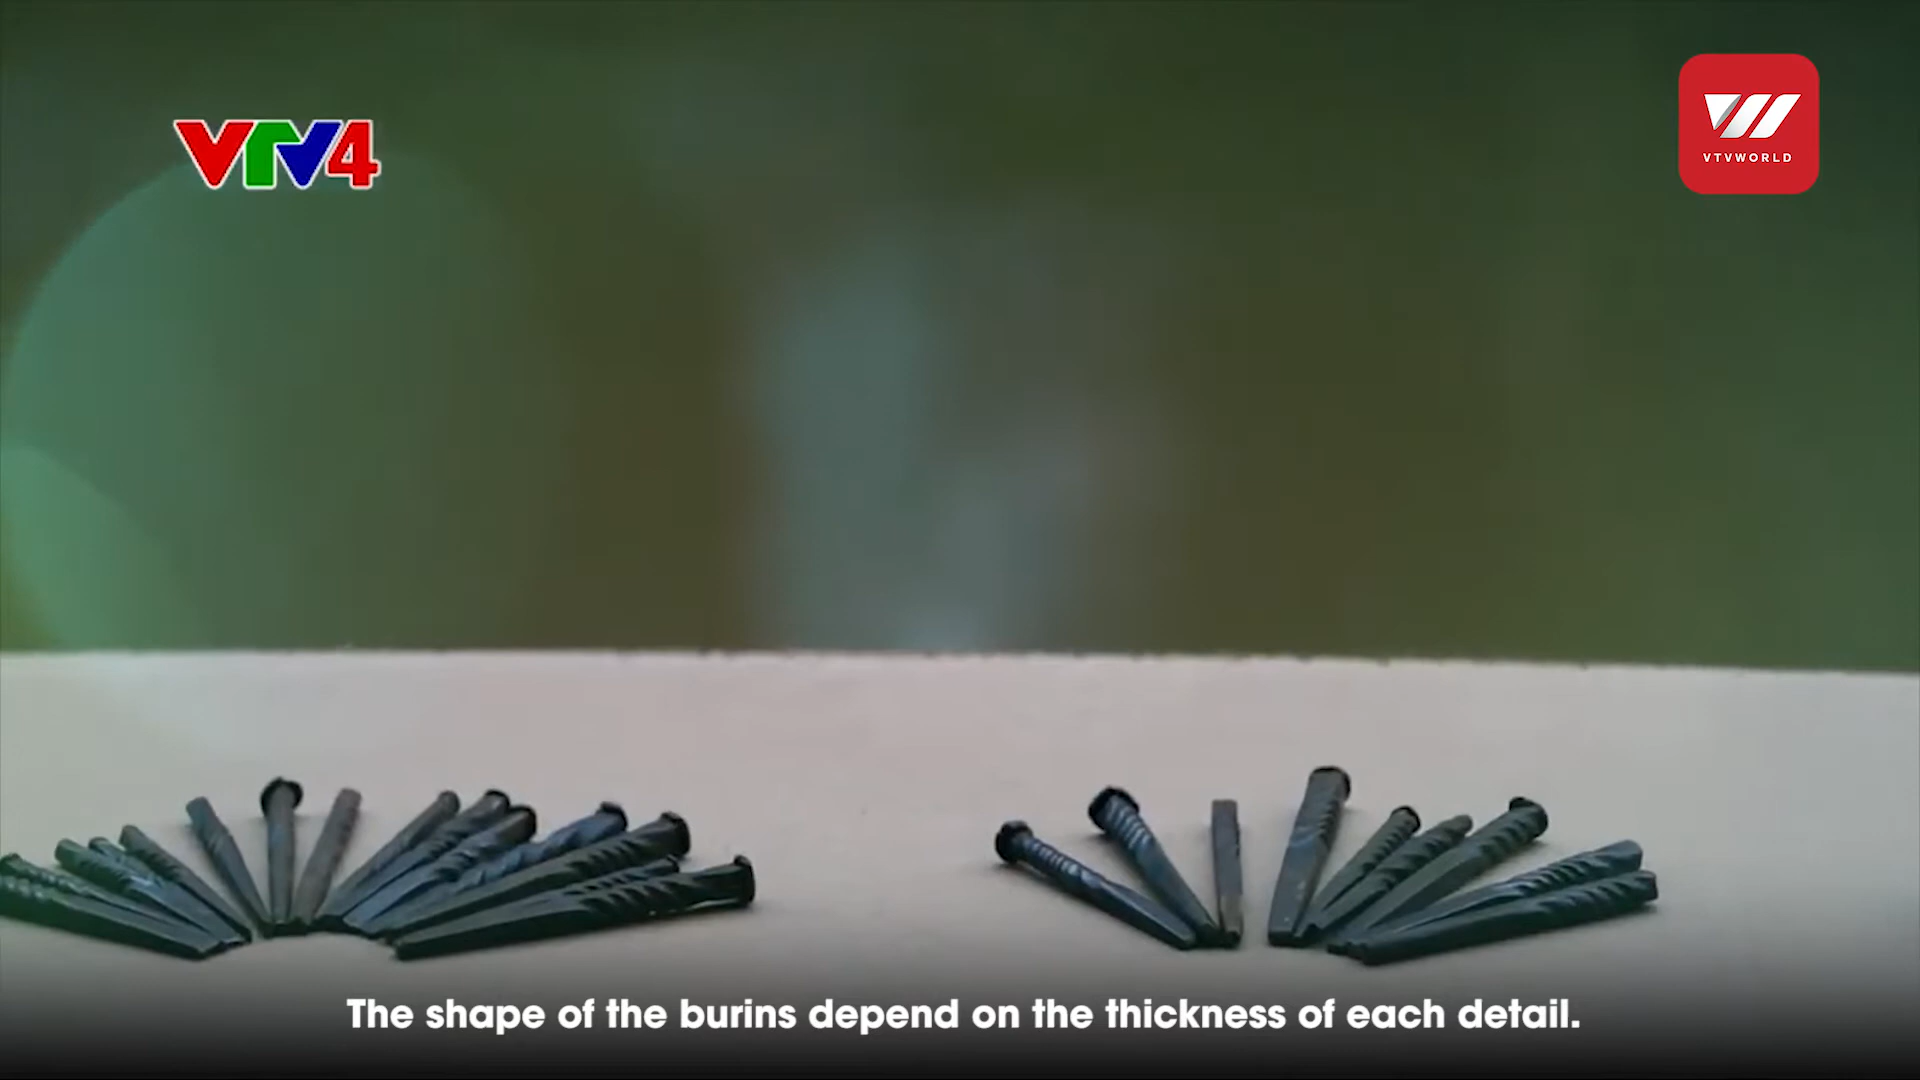 VTV4
VTVWORLD
The shape of the burins depend on the thickness of each detail.